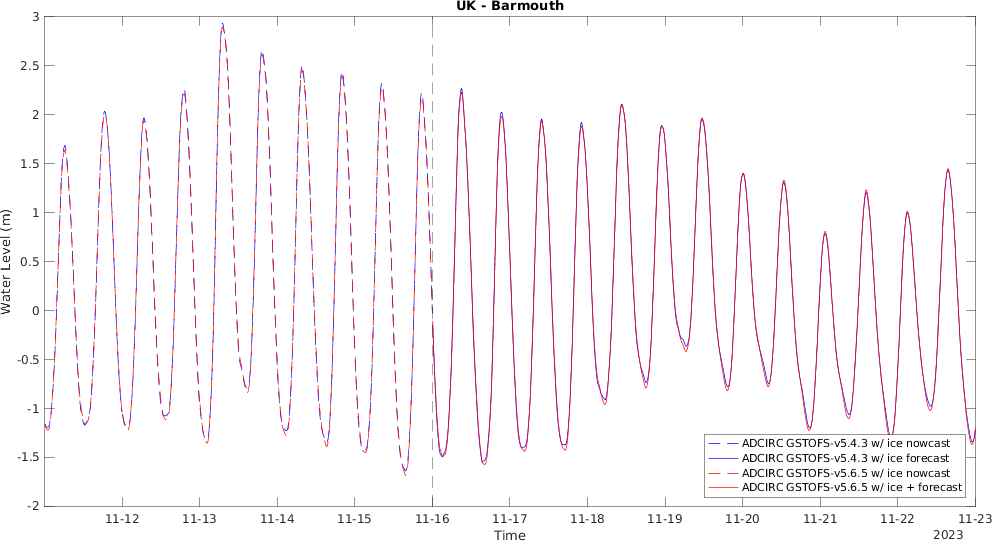 UK - Barmouth
3
2.5
2
1.5
1
0.5
0
-0.5
-1
-1.5
-2
Water Level (m)
11-12 11-13 11-14 11-15 11-16 11-17 11-18 11-19 11-20 11-21 11-22 11-23
Time
2023
ADCIRC GSTOFS-v5.4.3 w/ ice nowcast
ADCIRC GSTOFS-v5.4.3 w/ ice forecast
ADCIRC GSTOFS-v5.6.5 w/ ice nowcast
ADCIRC GSTOFS-v5.6.5 w/ ice + forecast